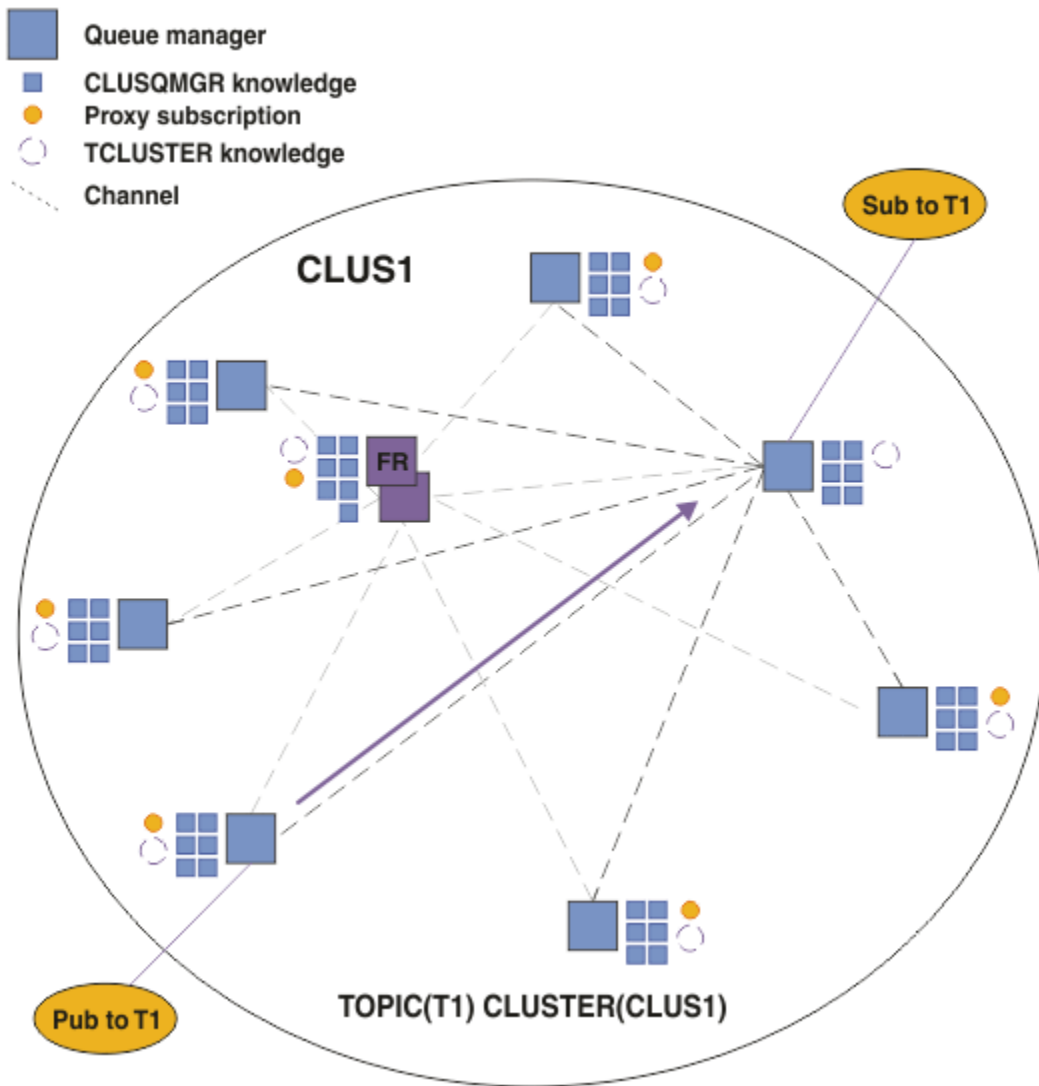 Queue manager
CLUSQMGR knowledge
Proxy subscription
TCLUSTER knowledge
Channel
Sub to T1
CLUS1
FR
TOPIC(T1) CLUSTER(CLUS1)
Pub to T1